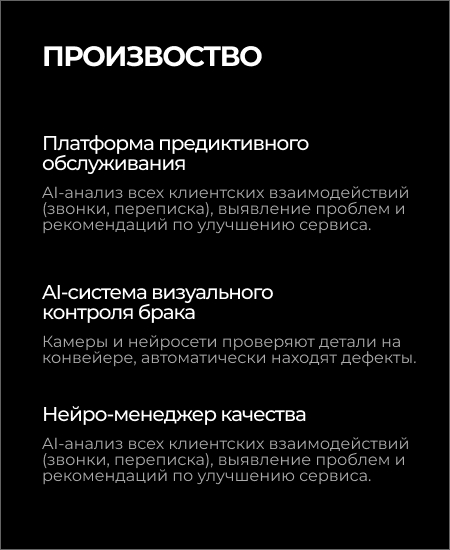 ПРОИЗВОСТВО
Платформа предиктивного
обслуживания
AI-анализ всех клиентских взаимодействий
(звонки, переписка), выявление проблем и
рекомендаций по улучшению сервиса.
AI-система визуального
контроля брака
Камеры и нейросети проверяют детали на
конвейере, автоматически находят дефекты.
Нейро-менеджер качества
AI-анализ всех клиентских взаимодействий
(звонки, переписка), выявление проблем и
рекомендаций по улучшению сервиса.